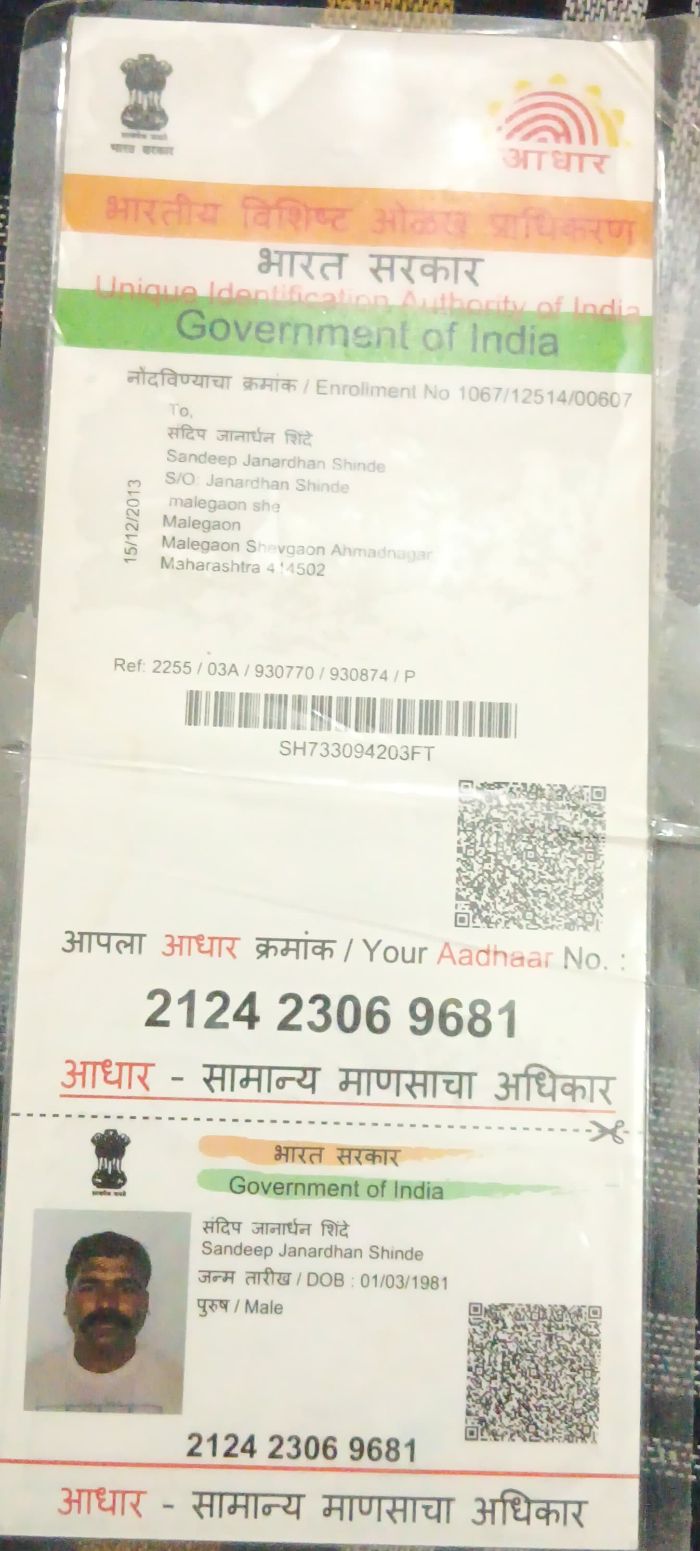 भारत सरकार
आधार
भारतीय विशिष्ट ओळख प्राधिकरण
भारत सरकार
Unique Identification Authority of India
Government of India
नोंदविण्याचा क्रमांक / Enrollment No 1067/12514/00607
To,
संदिप जानार्धन शिंदे
Sandeep Janardhan Shinde
S/O: Janardhan Shinde
malegaon she
Malegaon
Malegaon Shevgaon Ahmadnagar
Maharashtra 414502
15/12/2013
Ref: 2255 / 03A / 930770 / 930874 / P
SH733094203FT
आपला आधार क्रमांक / Your Aadhaar No. :
2124 2306 9681
आधार - सामान्य माणसाचा अधिकार
भारत सरकार
Government of India
संदिप जानार्धन शिंदे
Sandeep Janardhan Shinde
जन्म तारीख / DOB : 01/03/1981
पुरुष / Male
2124 2306 9681
आधार - सामान्य माणसाचा अधिकार